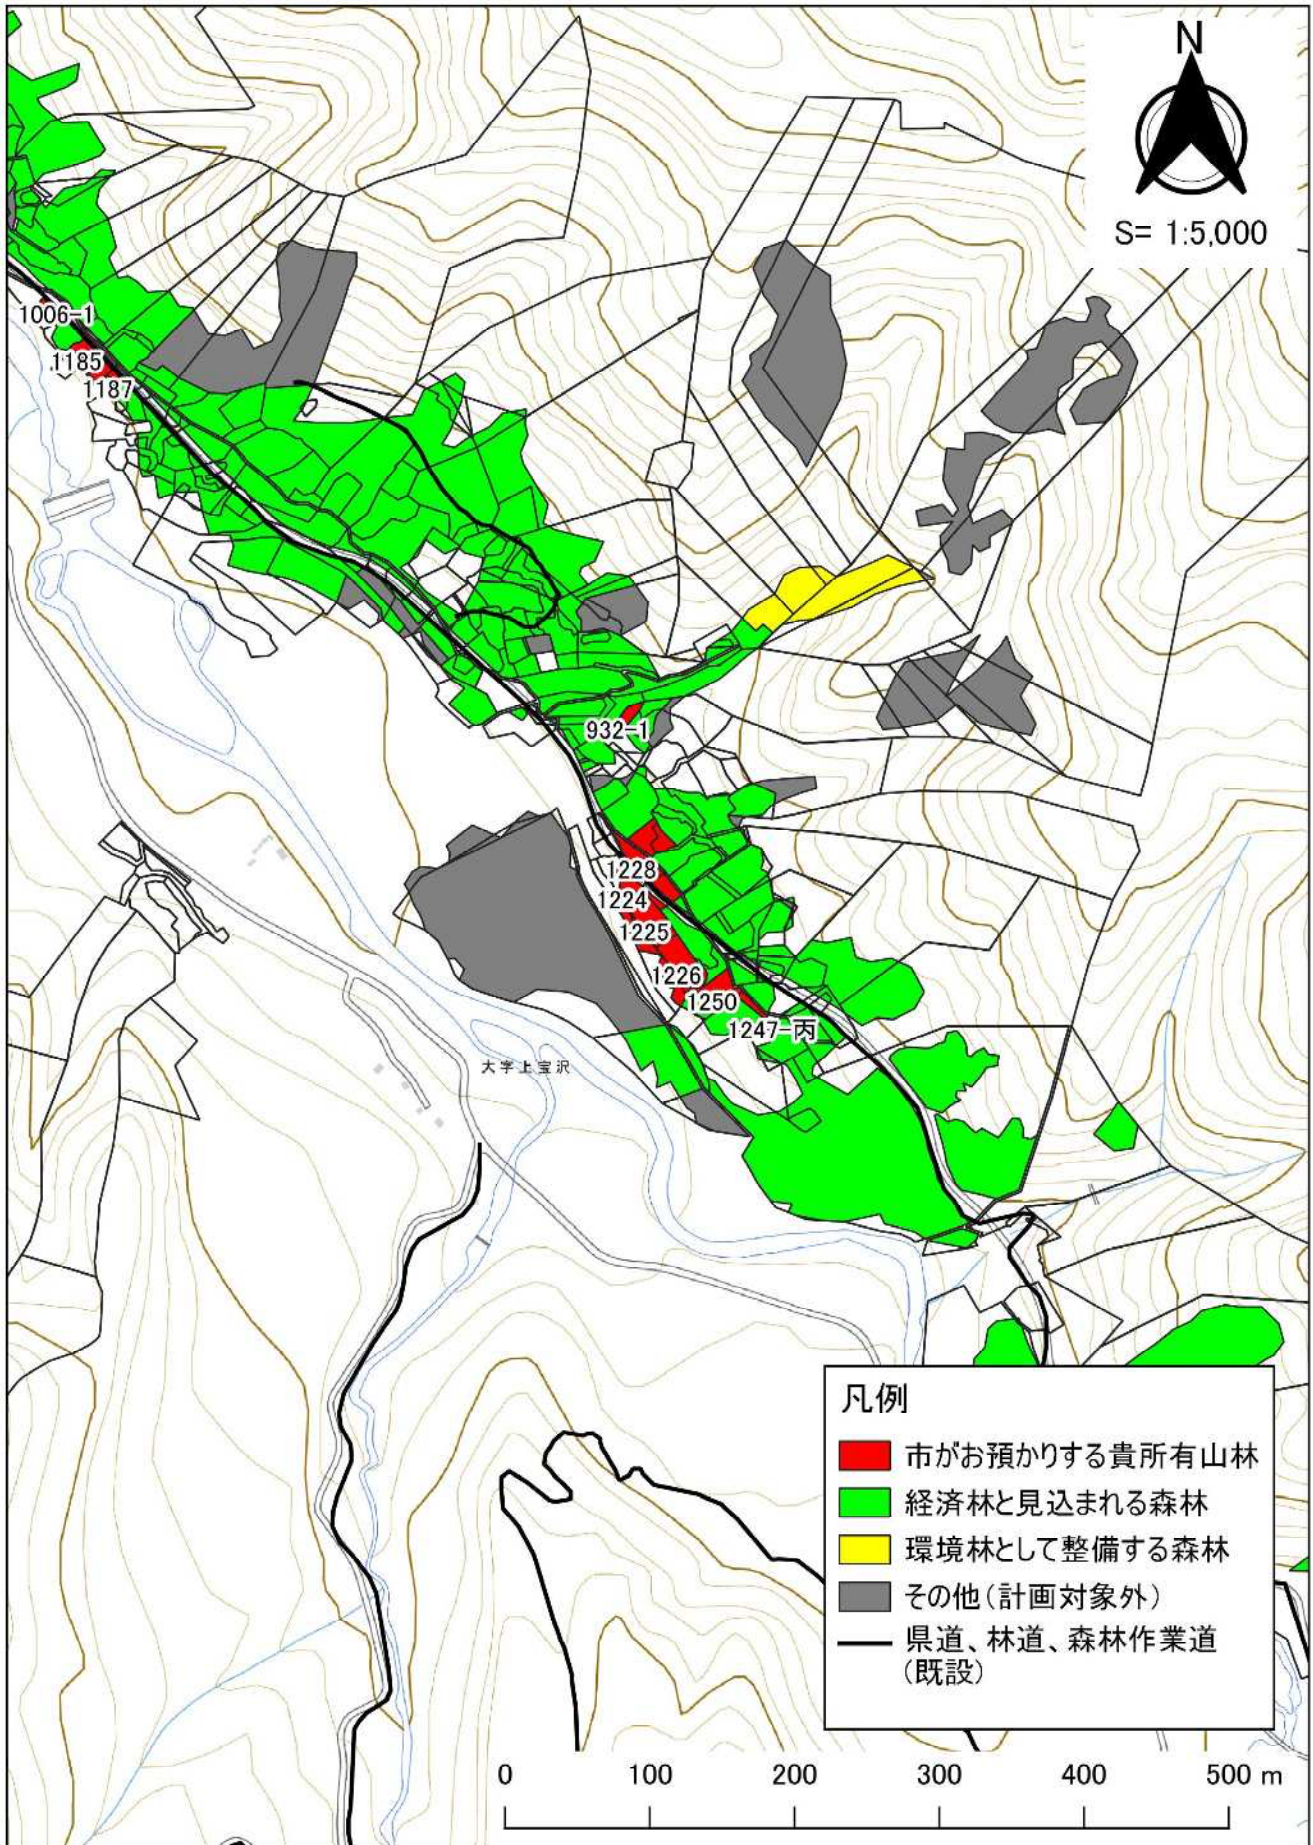 N
S= 1:5,000
1006-1
1185
1187
932-1
1228
1224
1225
1226
1250
1247-丙
大字上宝沢
凡例
市がお預かりする貴所有山林
経済林と見込まれる森林
環境林として整備する森林
その他(計画対象外)
県道、林道、森林作業道
(既設)
0 100 200 300 400 500 m